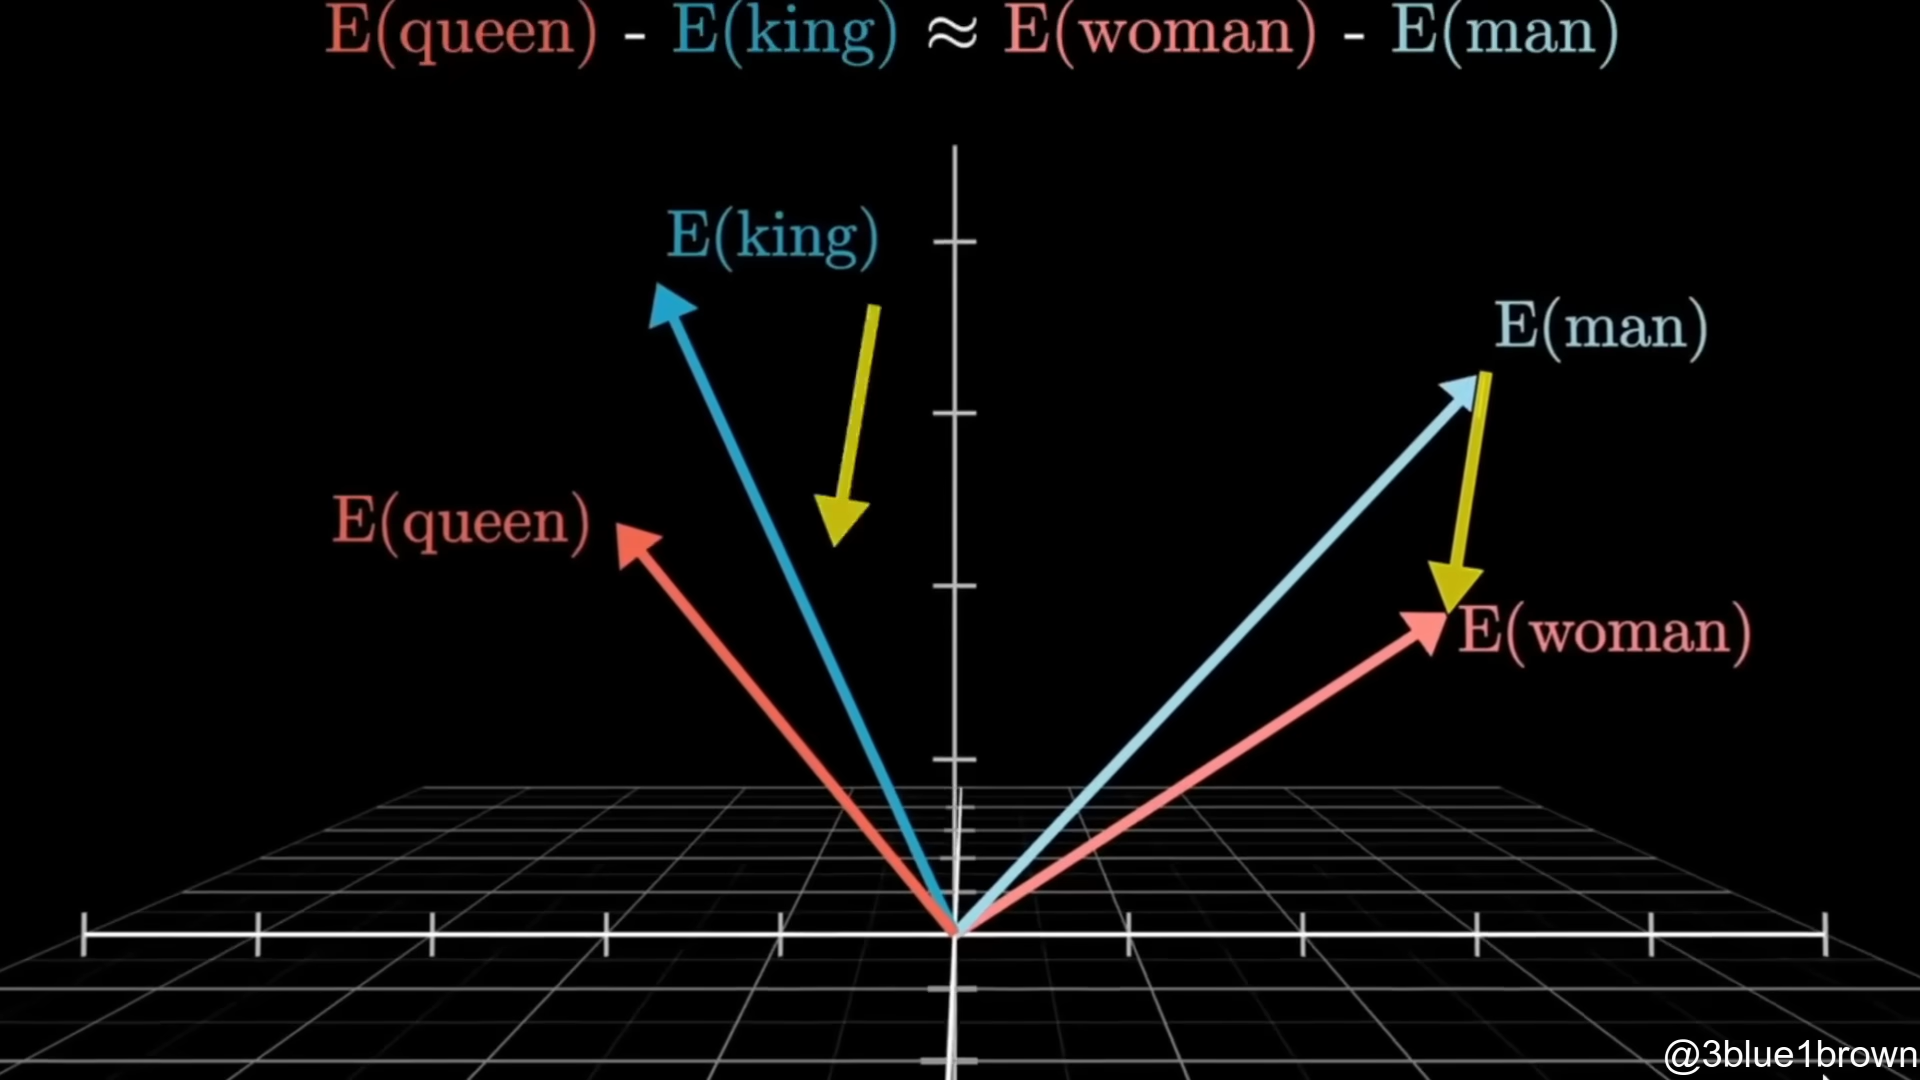 E(queen) - E(king) ≈ E(woman) - E(man)
E(king)
E(man)
E(queen)
E(woman)
@3blue1brown